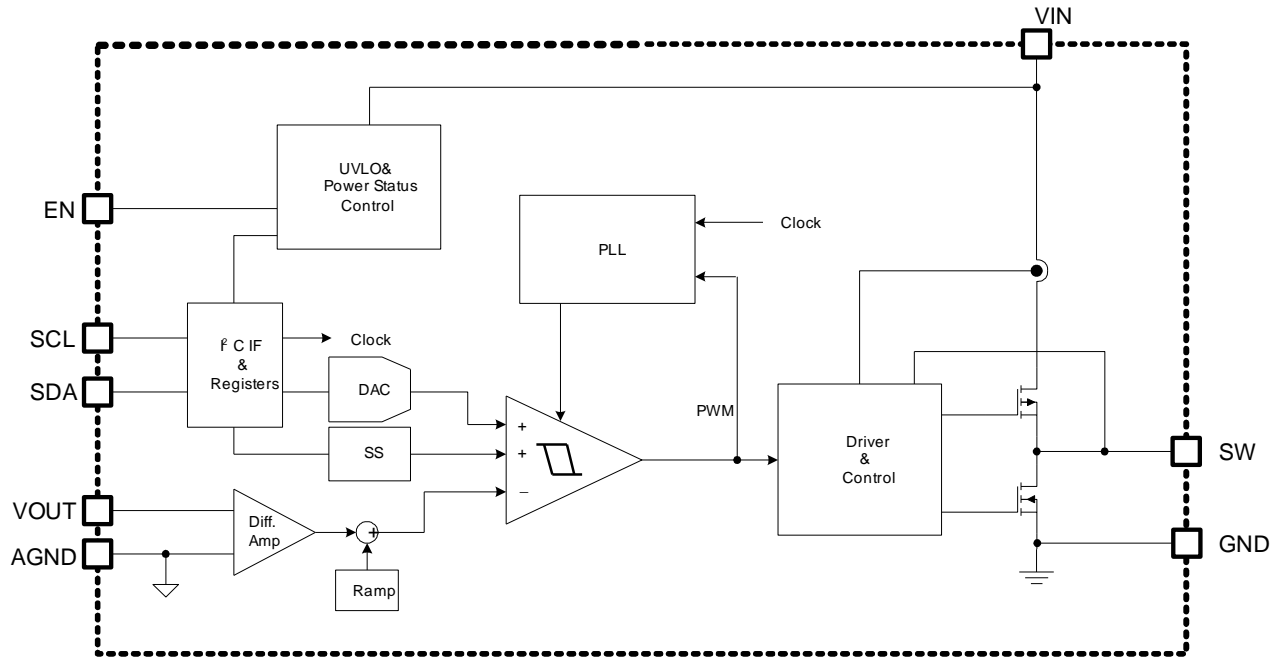 VIN
UVLO&
Power Status
Control
EN
Clock
PLL
SCL
I² C IF
&
Registers
Clock
SDA
DAC
PWM
+
+
–
SS
Driver
&
Control
SW
VOUT
Diff.
Amp
+
AGND
GND
Ramp